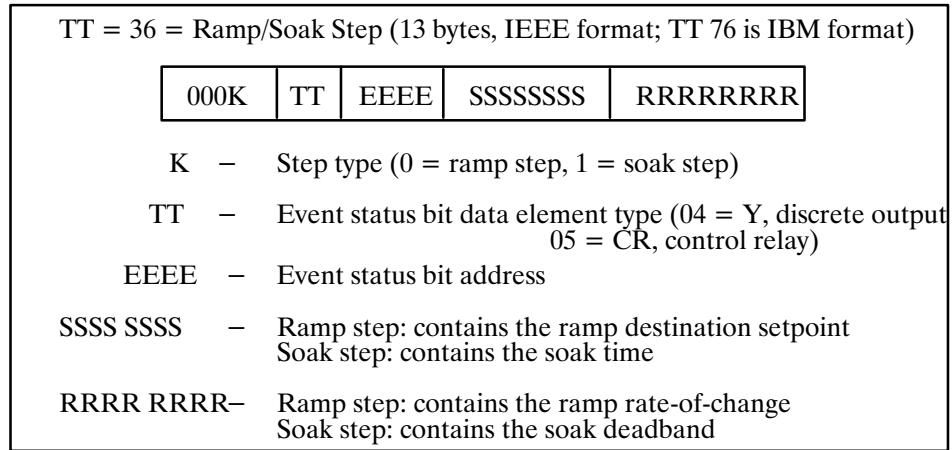 TT = 36 = Ramp/Soak Step (13 bytes, IEEE format; TT 76 is IBM format)
000K TT EEEE SSSSSSSS RRRRRRRR
K – Step type (0 = ramp step, 1 = soak step)
TT – Event status bit data element type (04 = Y, discrete output
05 = CR, control relay)
EEEE – Event status bit address
SSSS SSSS – Ramp step: contains the ramp destination setpoint
Soak step: contains the soak time
RRRR RRRR– Ramp step: contains the ramp rate-of-change
Soak step: contains the soak deadband